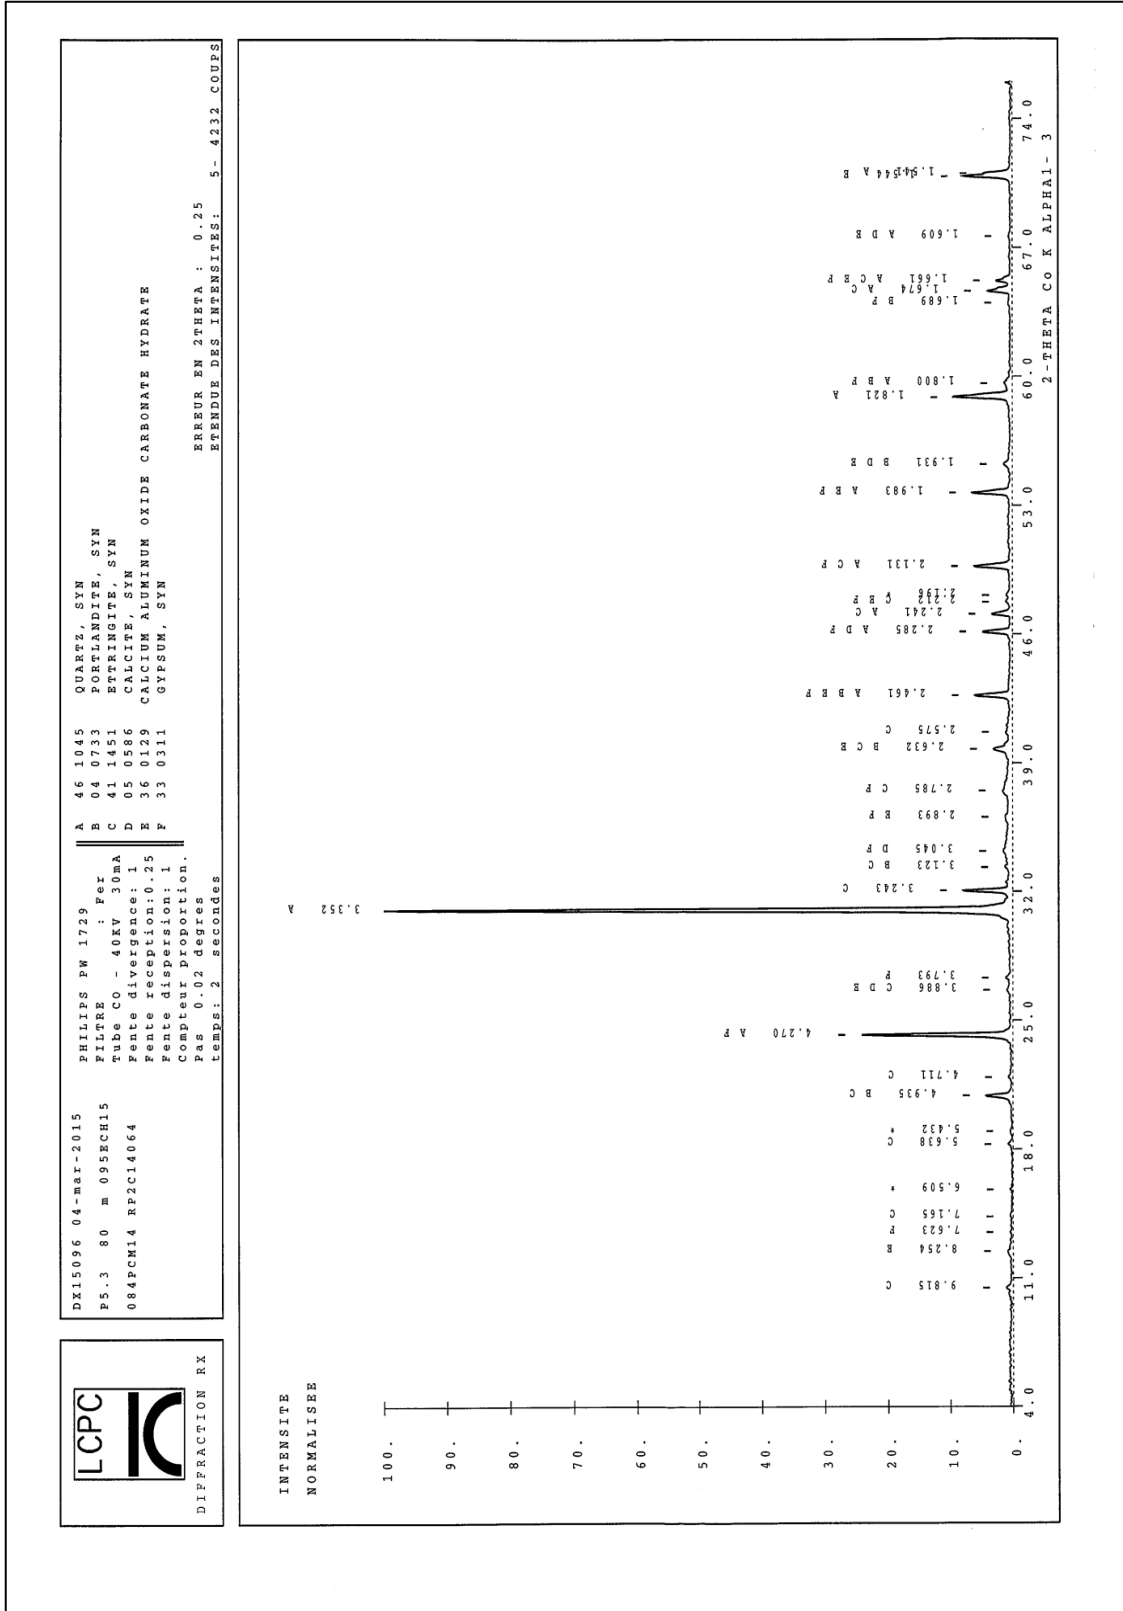 LCPC
DIFFRACTION RX
DX15096 04-mar-2015
P5.3 80 m 095ECH15
084PCM14 RP2C14064
PHILIPS PW 1729
FILTRE : Fer
Tube CO - 40KV 30mA
Fente divergence: 1
Fente reception:0.25
Fente dispersion: 1
Compteur proportion.
Pas 0.02 degres
temps: 2 secondes
A 46 1045 QUARTZ, SYN
B 04 0733 PORTLANDITE, SYN
C 41 1451 ETTRINGITE, SYN
D 05 0586 CALCITE, SYN
E 36 0129 CALCIUM ALUMINUM OXIDE CARBONATE HYDRATE
F 33 0311 GYPSUM, SYN
ERREUR EN 2THETA : 0.25
ETENDUE DES INTENSITES: 5- 4232 COUPS
INTENSITE
NORMALISEE
100.
90.
80.
70.
60.
50.
40.
30.
20.
10.
0.
9.815 C
8.254 E
7.623 F
7.165 C
6.509 *
5.638 C
5.432 *
4.935 B C
4.711 C
4.270 A F
3.886 C D E
3.793 F
3.352 A
3.243 C
3.123 B C
3.045 D F
2.893 E F
2.785 C F
2.632 B C E
2.575 C
2.461 A B E F
2.285 A D F
2.241 A C
2.212 C E F
2.196 *
2.131 A C F
1.983 A E F
1.931 B D E
1.821 A
1.800 A B F
1.689 B F
1.674 A C
1.661 A C E F
1.609 A D E
1.544 A E
1.541
4.0 11.0 18.0 25.0 32.0 39.0 46.0 53.0 60.0 67.0 74.0
2-THETA CO K ALPHA1- 3